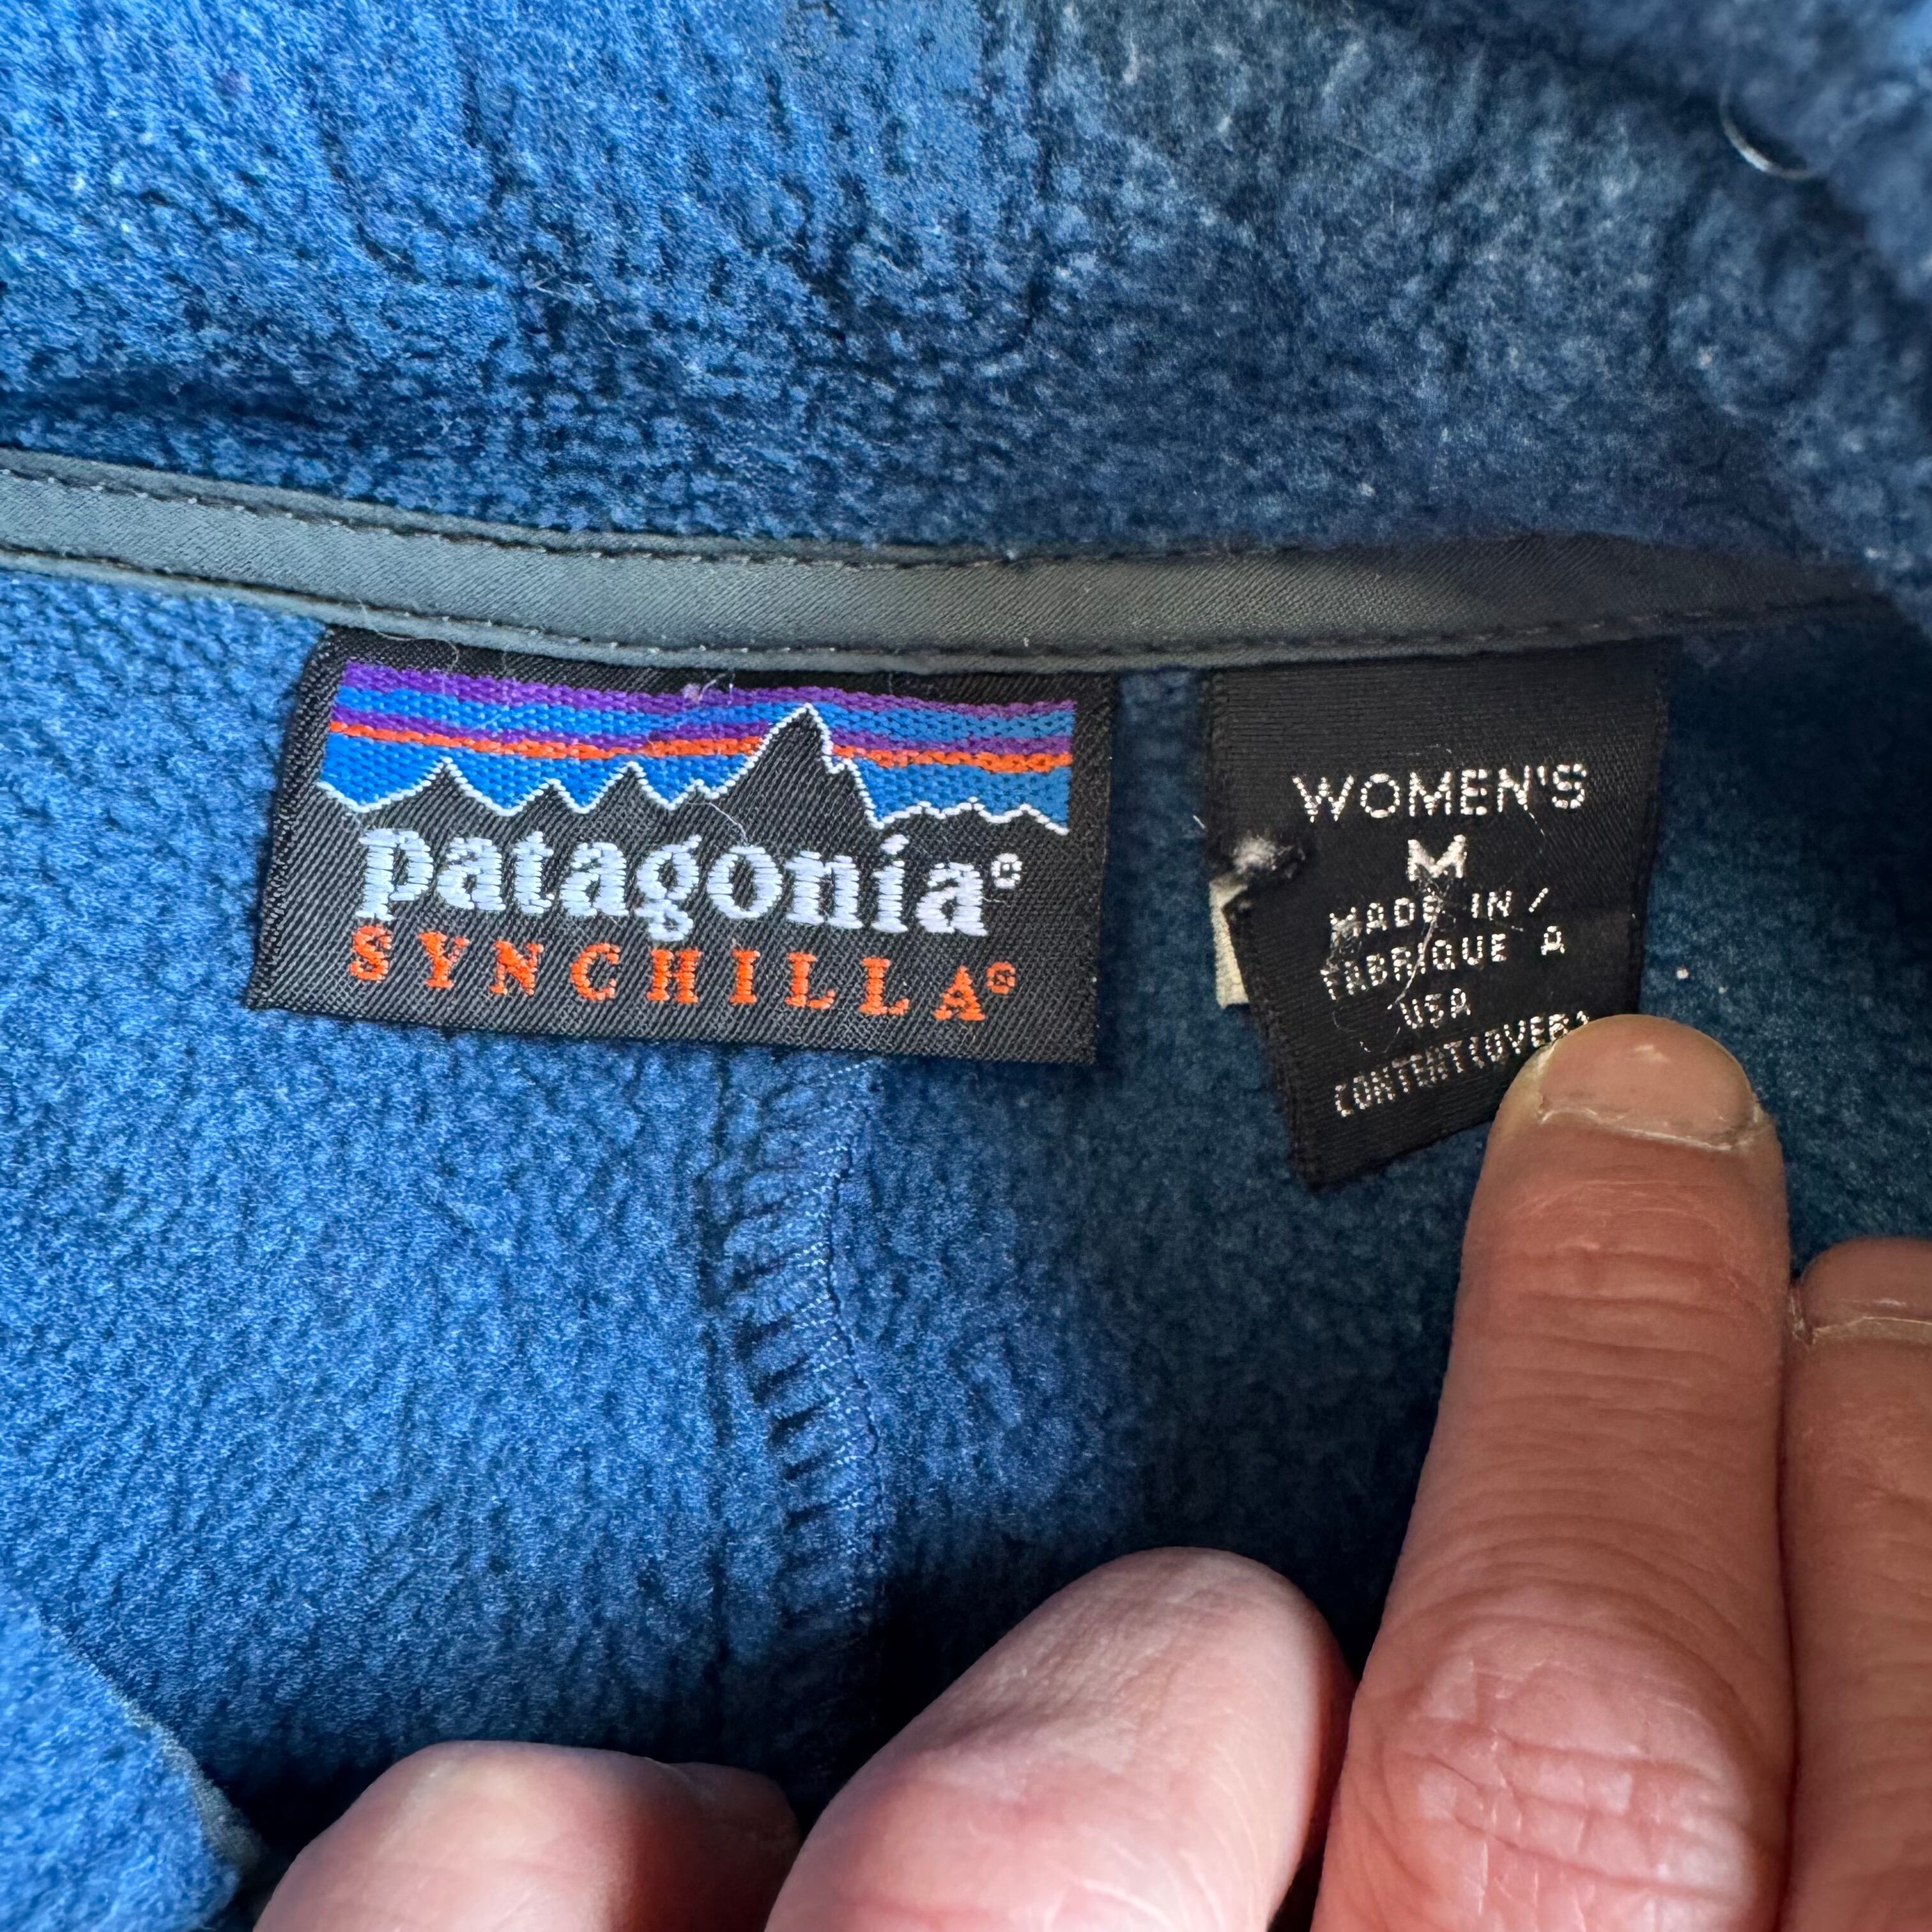 patagonia®
SYNCHILLA®
WOMEN'S
M
MADE IN /
FABRIQUE A
USA
CONTENT(OVER)